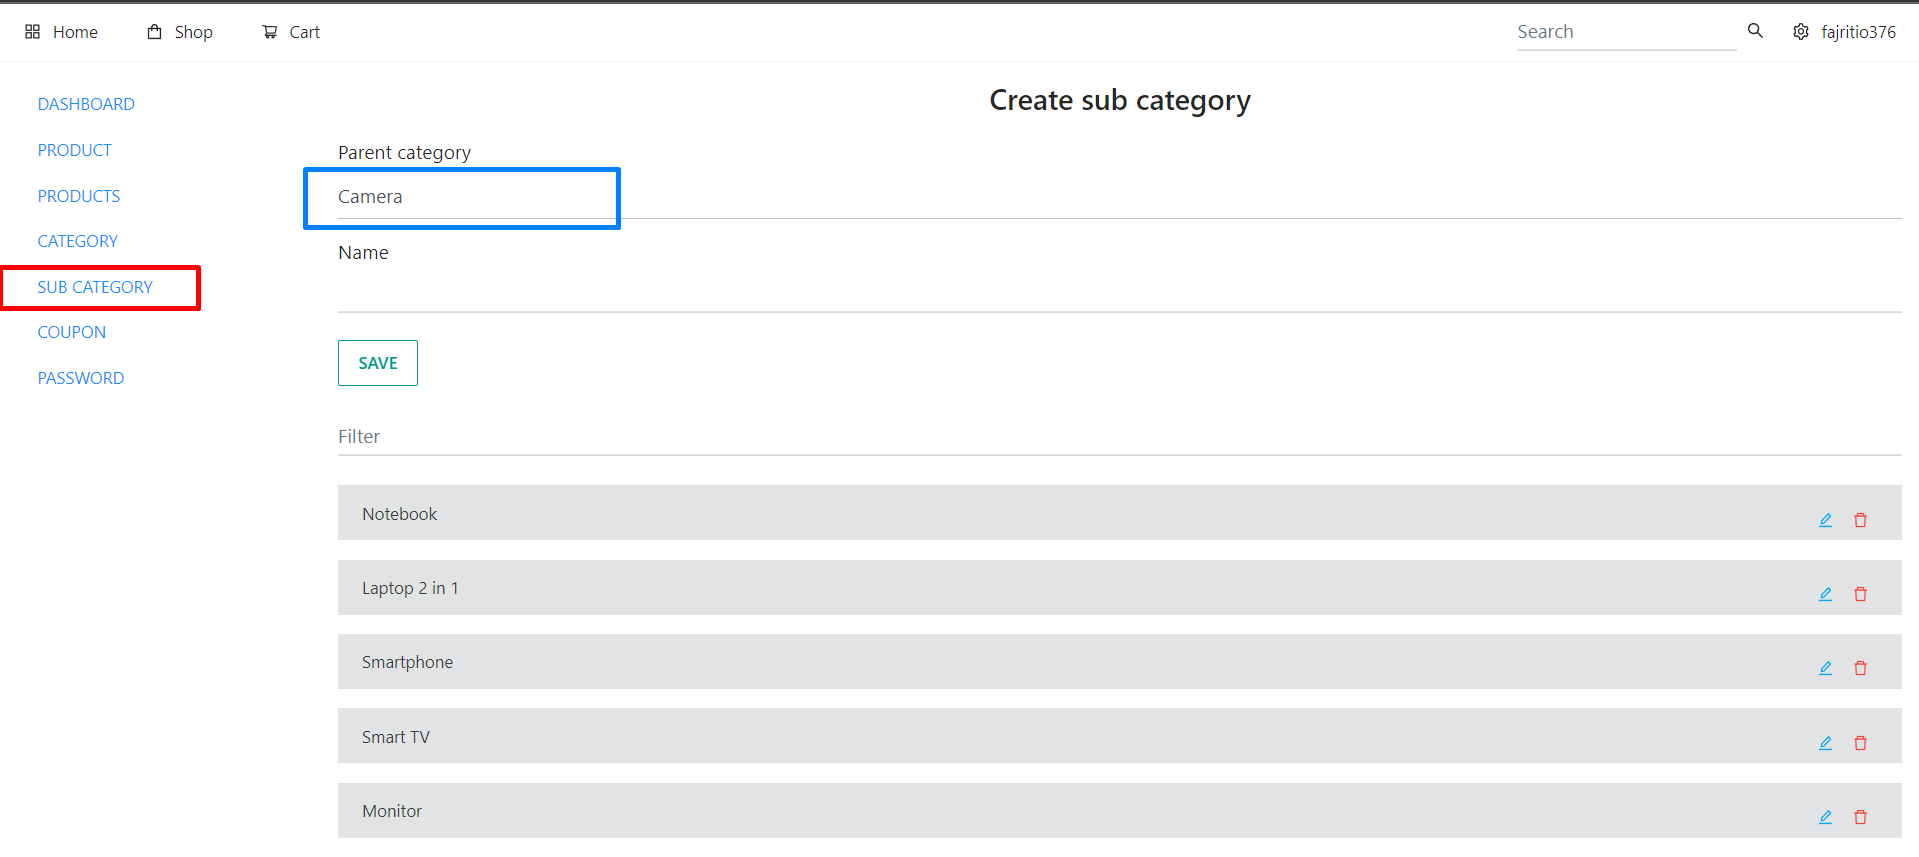 Home Shop Cart Search fajritio376
DASHBOARD
PRODUCT
PRODUCTS
CATEGORY
SUB CATEGORY
COUPON
PASSWORD
Create sub category
Parent category
Camera
Name
SAVE
Filter
Notebook
Laptop 2 in 1
Smartphone
Smart TV
Monitor